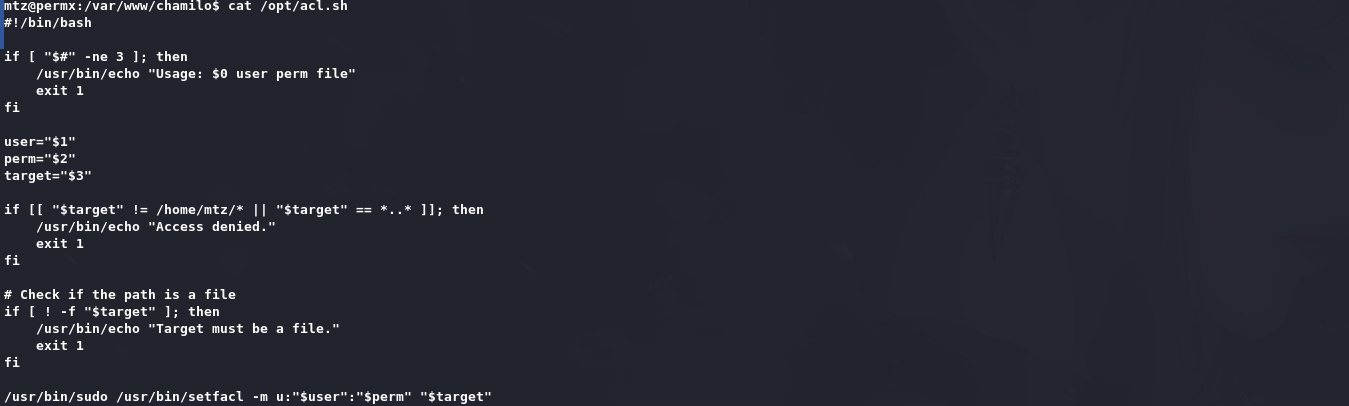 mtz@permx:/var/www/chamilo$ cat /opt/acl.sh
#!/bin/bash

if [ "$#" -ne 3 ]; then
    /usr/bin/echo "Usage: $0 user perm file"
    exit 1
fi

user="$1"
perm="$2"
target="$3"

if [[ "$target" != /home/mtz/* || "$target" == *..* ]]; then
    /usr/bin/echo "Access denied."
    exit 1
fi

# Check if the path is a file
if [ ! -f "$target" ]; then
    /usr/bin/echo "Target must be a file."
    exit 1
fi

/usr/bin/sudo /usr/bin/setfacl -m u:"$user":"$perm" "$target"